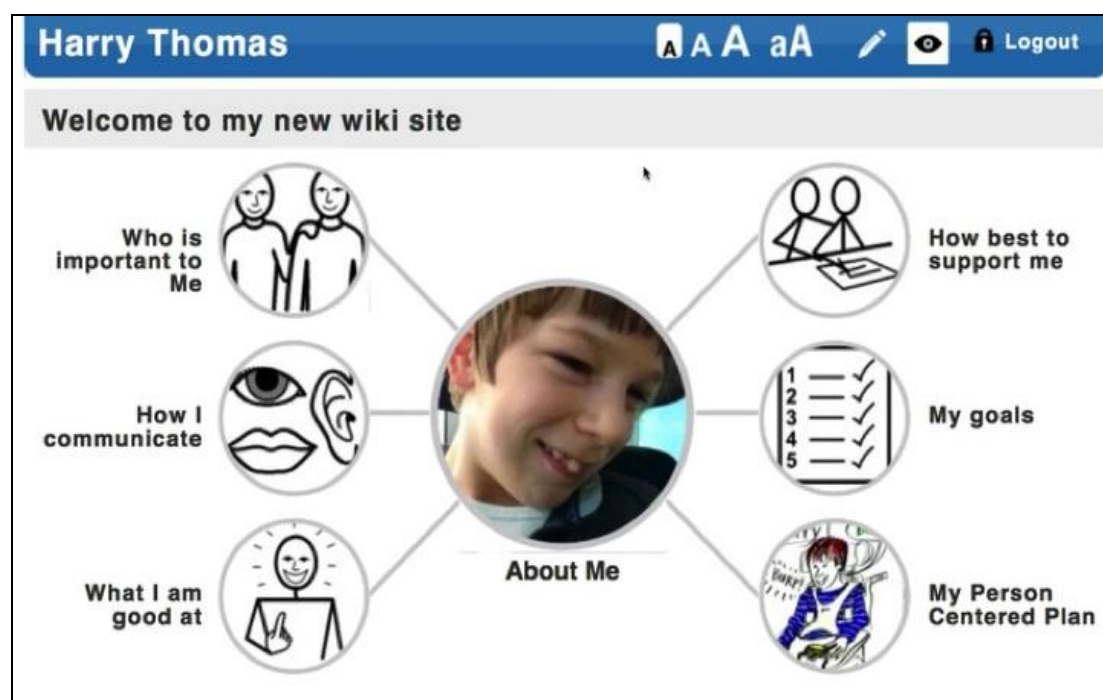 Harry Thomas
A A A aA
Logout
Welcome to my new wiki site
Who is
important to
Me
How I
communicate
What I am
good at
About Me
How best to
support me
1
2
3
4
5
My goals
My Person
Centered Plan